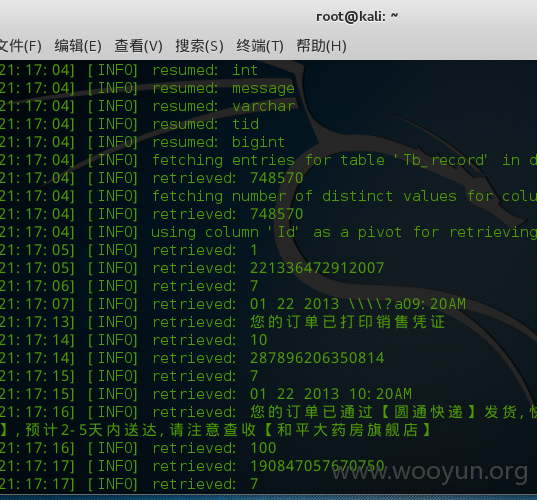 root@kali: ~
文件(F) 编辑(E) 查看(V) 搜索(S) 终端(T) 帮助(H)
21:17:04] [INFO] resumed: int
21:17:04] [INFO] resumed: message
21:17:04] [INFO] resumed: varchar
21:17:04] [INFO] resumed: tid
21:17:04] [INFO] resumed: bigint
21:17:04] [INFO] fetching entries for table 'Tb_record' in d
21:17:04] [INFO] retrieved: 748570
21:17:04] [INFO] fetching number of distinct values for colu
21:17:04] [INFO] retrieved: 748570
21:17:04] [INFO] using column 'Id' as a pivot for retrieving
21:17:05] [INFO] retrieved: 1
21:17:05] [INFO] retrieved: 221336472912007
21:17:06] [INFO] retrieved: 7
21:17:07] [INFO] retrieved: 01 22 2013 \\\\?a09:20AM
21:17:13] [INFO] retrieved: 您的订单已打印销售凭证
21:17:14] [INFO] retrieved: 10
21:17:14] [INFO] retrieved: 287896206350814
21:17:15] [INFO] retrieved: 7
21:17:15] [INFO] retrieved: 01 22 2013 10:20AM
21:17:16] [INFO] retrieved: 您的订单已通过【圆通快递】发货,快
】,预计2-5天内送达,请注意查收【和平大药房旗舰店】
21:17:16] [INFO] retrieved: 100
21:17:17] [INFO] retrieved: 190847057670750
21:17:17] [INFO] retrieved: 7
www.wooyun.org